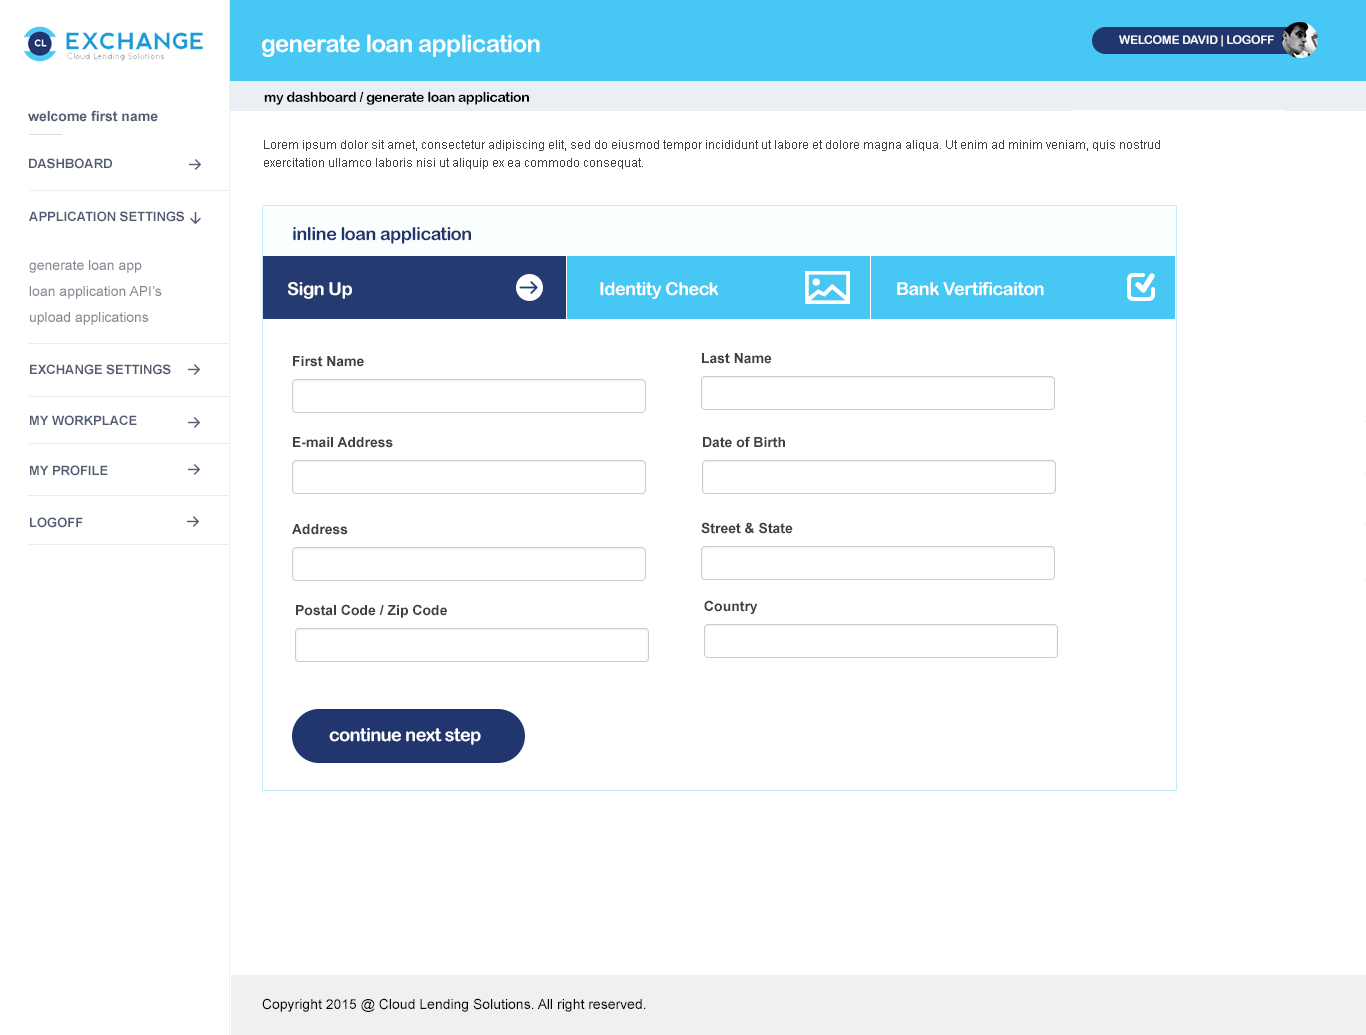 CL EXCHANGE
Cloud Lending Solutions
generate loan application
WELCOME DAVID | LOGOFF
my dashboard / generate loan application
welcome first name
DASHBOARD
APPLICATION SETTINGS
generate loan app
loan application API's
upload applications
EXCHANGE SETTINGS
MY WORKPLACE
MY PROFILE
LOGOFF
Lorem ipsum dolor sit amet, consectetur adipiscing elit, sed do eiusmod tempor incididunt ut labore et dolore magna aliqua. Ut enim ad minim veniam, quis nostrud
exercitation ullamco laboris nisi ut aliquip ex ea commodo consequat.
inline loan application
Sign Up
Identity Check
Bank Vertificaiton
First Name
Last Name
E-mail Address
Date of Birth
Address
Street & State
Postal Code / Zip Code
Country
continue next step
Copyright 2015 @ Cloud Lending Solutions. All right reserved.